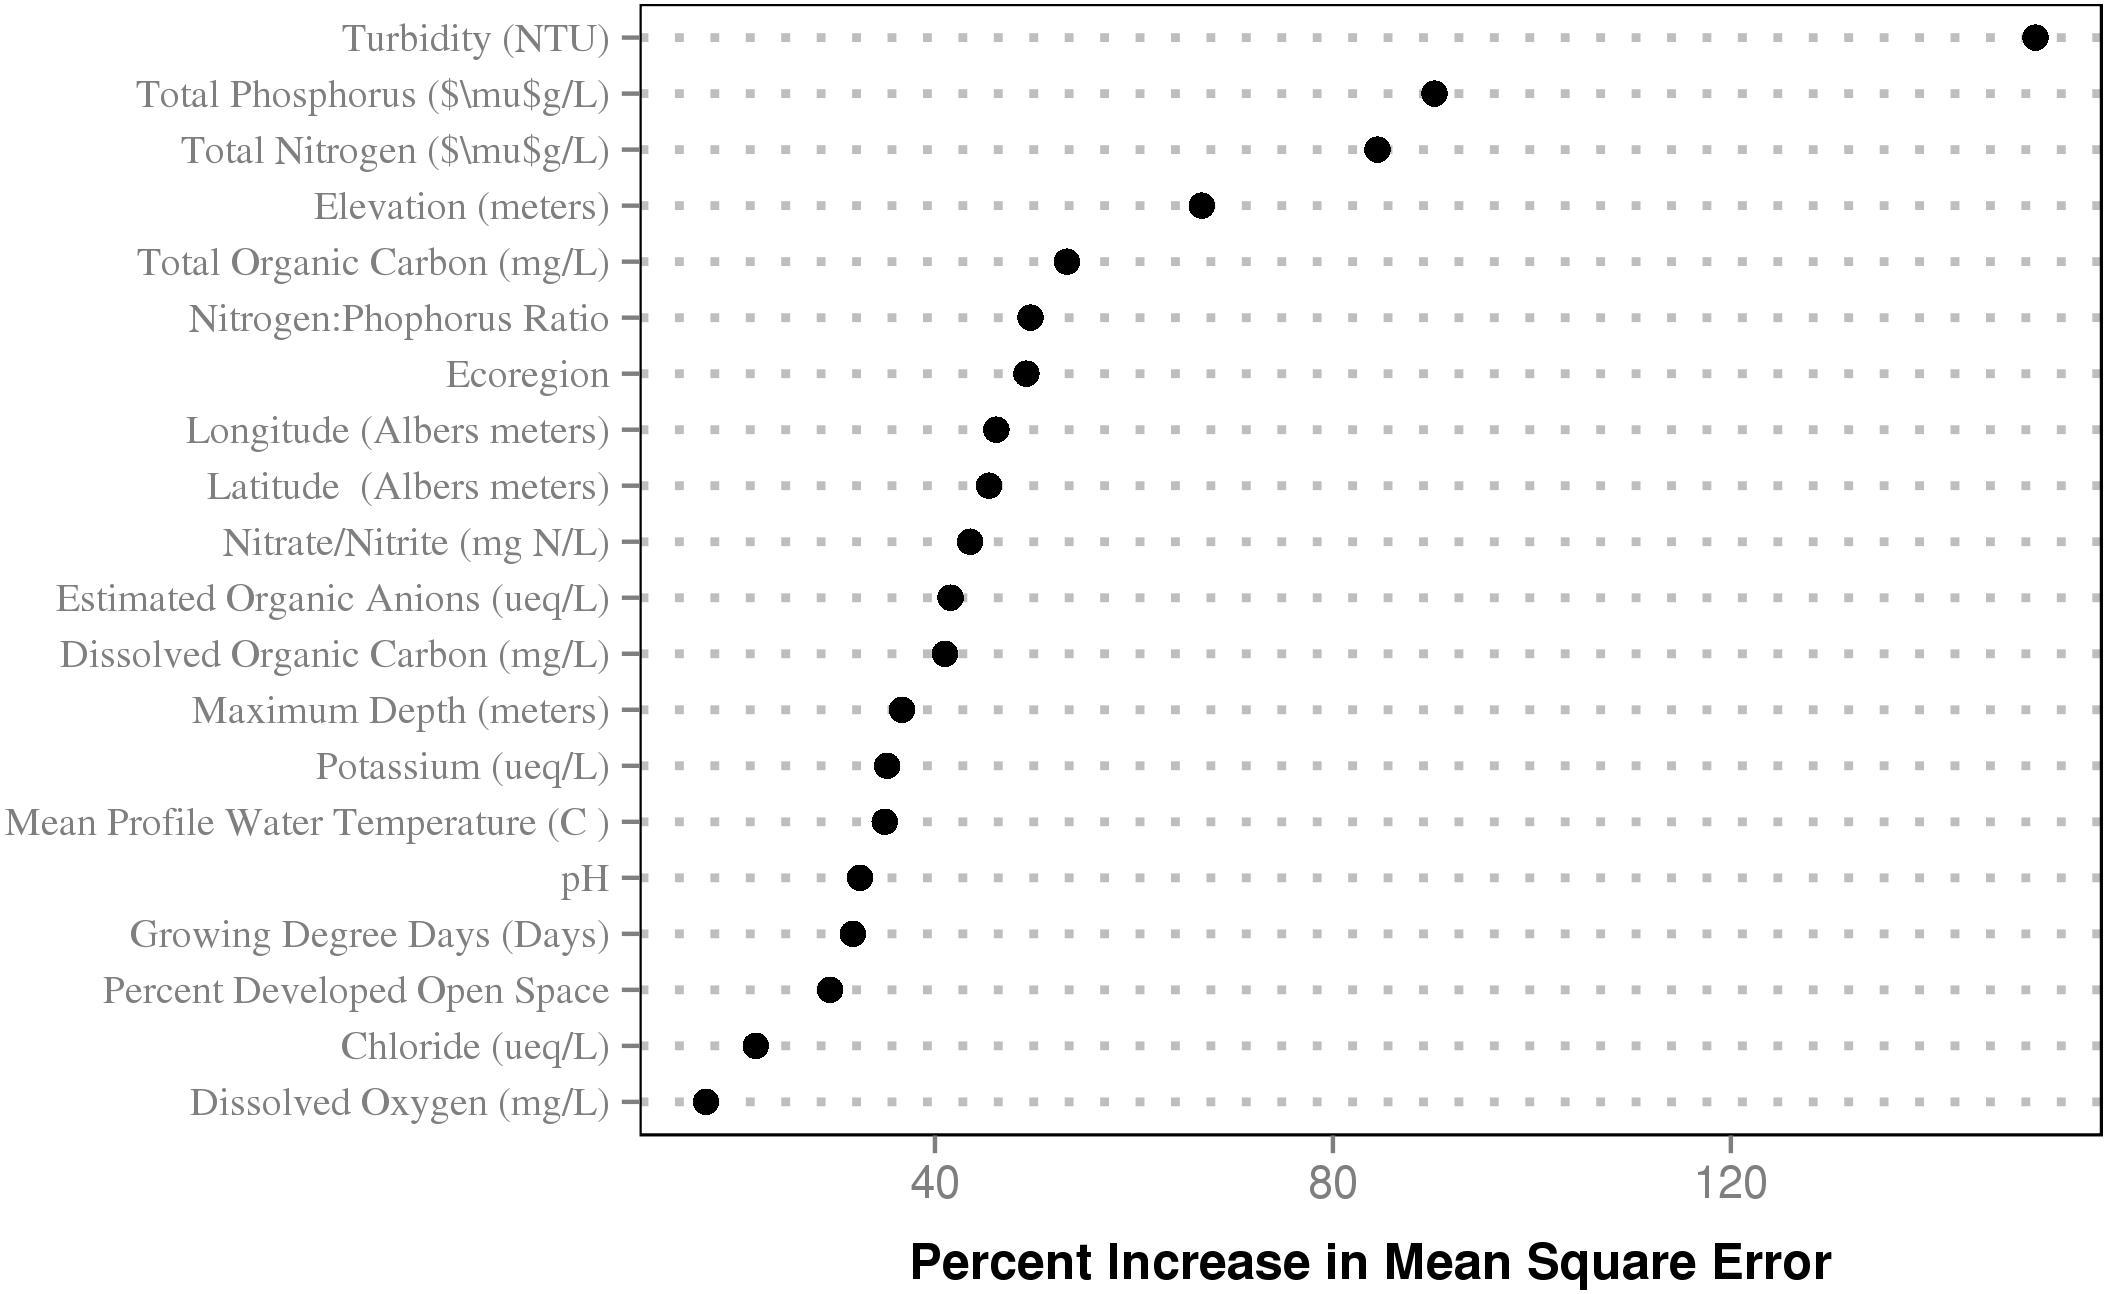 Turbidity (NTU)
Total Phosphorus ($\mu$g/L)
Total Nitrogen ($\mu$g/L)
Elevation (meters)
Total Organic Carbon (mg/L)
Nitrogen:Phophorus Ratio
Ecoregion
Longitude (Albers meters)
Latitude  (Albers meters)
Nitrate/Nitrite (mg N/L)
Estimated Organic Anions (ueq/L)
Dissolved Organic Carbon (mg/L)
Maximum Depth (meters)
Potassium (ueq/L)
Mean Profile Water Temperature (C )
pH
Growing Degree Days (Days)
Percent Developed Open Space
Chloride (ueq/L)
Dissolved Oxygen (mg/L)
40 80 120
Percent Increase in Mean Square Error